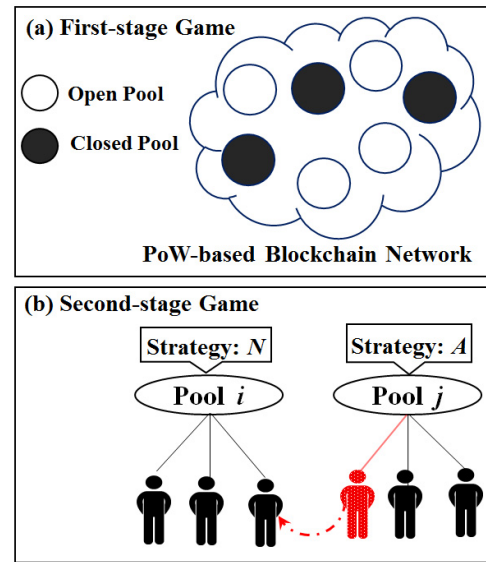 (a) First-stage Game
Open Pool
Closed Pool
PoW-based Blockchain Network
(b) Second-stage Game
Strategy: N
Strategy: A
Pool i
Pool j